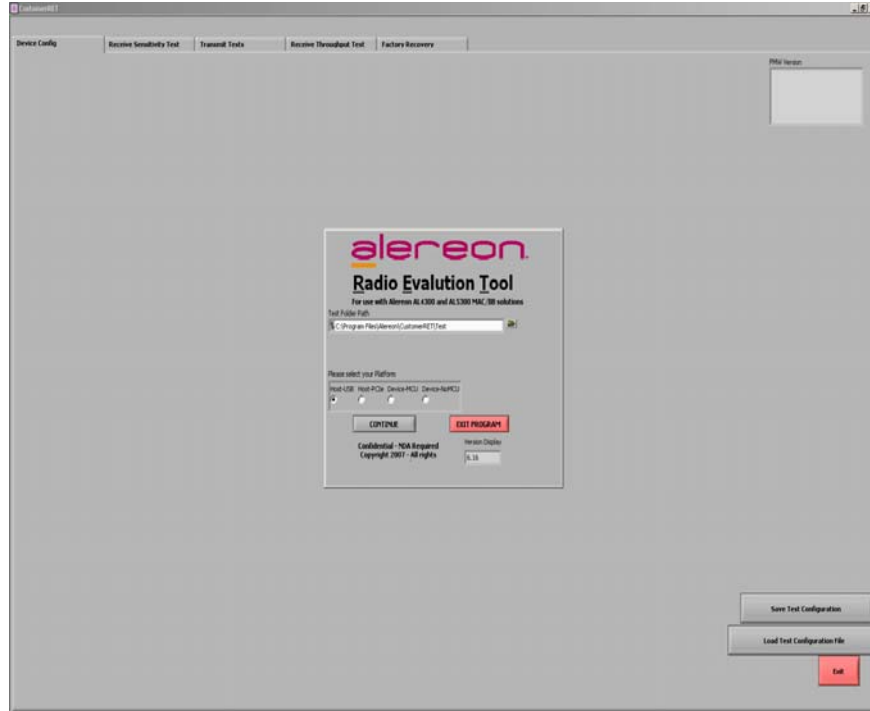 CustomerRET
Device Config
Receive Sensitivity Test
Transmit Tests
Receive Throughput Test
Factory Recovery
FMW Version
alereon
Radio Evalution Tool
For use with Alereon AL4300 and AL5300 MAC/BB solutions
Test Folder Path
C:\Program Files\Alereon\CustomerRET\Test
Please select your Platform
Host-USB Host-PCIe Device-MCU Device-NoMCU
CONTINUE
EXIT PROGRAM
Confidential - NDA Required
Copyright 2007 - All rights
Version Display
6.16
Save Test Configuration
Load Test Configuration File
Exit